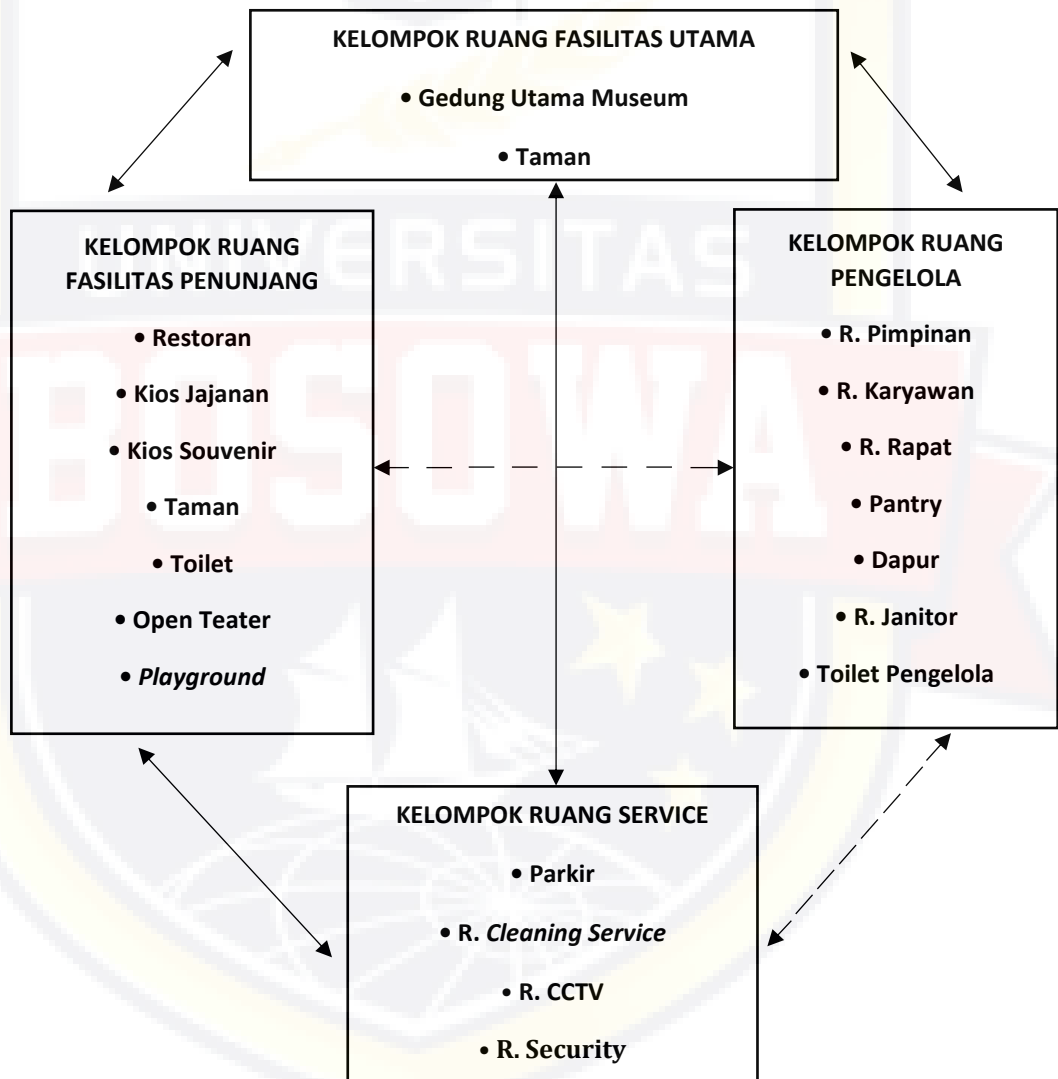 KELOMPOK RUANG FASILITAS UTAMA
• Gedung Utama Museum
• Taman
KELOMPOK RUANG
FASILITAS PENUNJANG
• Restoran
• Kios Jajanan
• Kios Souvenir
• Taman
• Toilet
• Open Teater
• Playground
KELOMPOK RUANG
PENGELOLA
• R. Pimpinan
• R. Karyawan
• R. Rapat
• Pantry
• Dapur
• R. Janitor
• Toilet Pengelola
KELOMPOK RUANG SERVICE
• Parkir
• R. Cleaning Service
• R. CCTV
• R. Security
UNIVERSITAS
BOSOWA